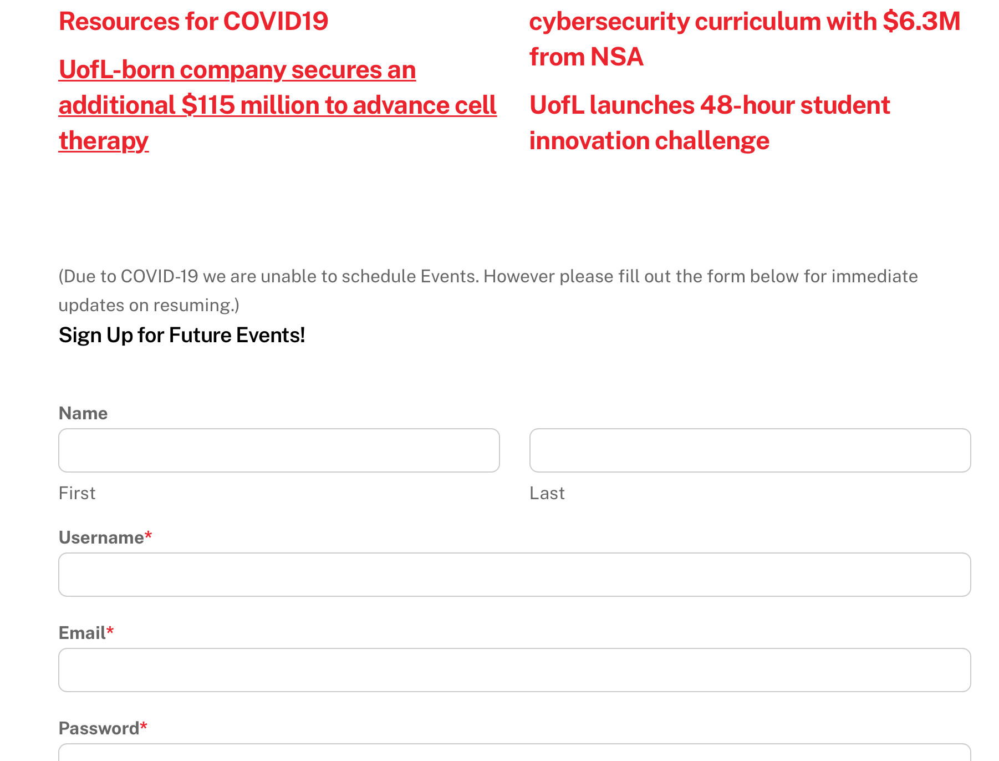 Resources for COVID19
UofL-born company secures an
additional $115 million to advance cell
therapy
cybersecurity curriculum with $6.3M
from NSA
UofL launches 48-hour student
innovation challenge
(Due to COVID-19 we are unable to schedule Events. However please fill out the form below for immediate
updates on resuming.)
Sign Up for Future Events!
Name
First
Last
Username*
Email*
Password*